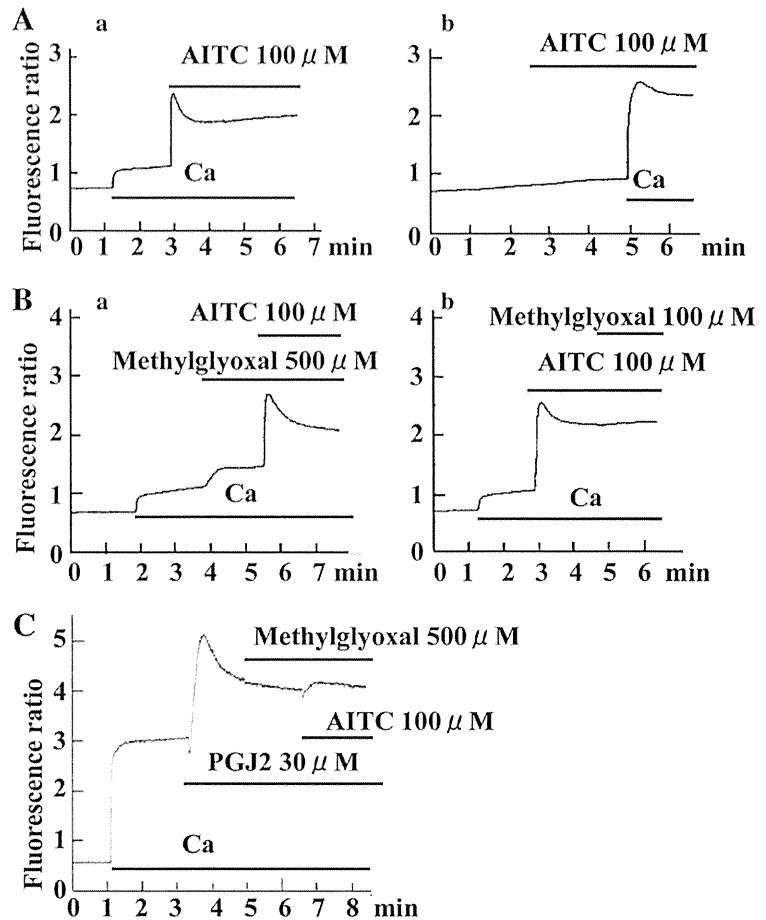 A
a
3
2
1
0
Fluorescence ratio
AITC 100 μ M
Ca
0 1 2 3 4 5 6 7 min
b
3
2
1
0
AITC 100 μ M
Ca
0 1 2 3 4 5 6 min
B
a
4
3
2
1
0
Fluorescence ratio
AITC 100 μ M
Methylglyoxal 500 μ M
Ca
0 1 2 3 4 5 6 7 min
b
4
3
2
1
0
Methylglyoxal 100 μ M
AITC 100 μ M
Ca
0 1 2 3 4 5 6 min
C
5
4
3
2
1
0
Fluorescence ratio
Methylglyoxal 500 μ M
AITC 100 μ M
PGJ2 30 μ M
Ca
0 1 2 3 4 5 6 7 8 min